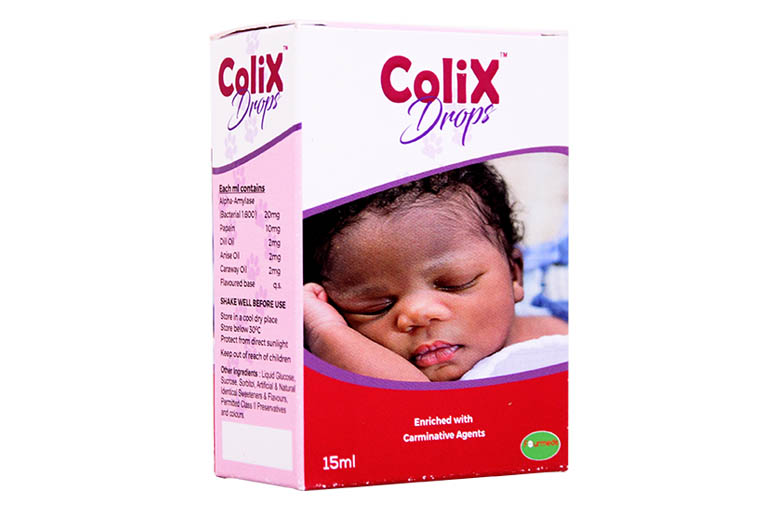 ColiX™
Drops
Each ml contains
Alpha-Amylase
(Bacterial 1:800) 20mg
Papain 10mg
Dill Oil 2mg
Anise Oil 2mg
Caraway Oil 2mg
Flavoured base q.s.
SHAKE WELL BEFORE USE
Store in a cool dry place
Store below 30°C
Protect from direct sunlight
Keep out of reach of children
Other Ingredients : Liquid Glucose,
Sucrose, Sorbitol, Artificial & Natural
Identical Sweeteners & Flavours,
Permitted Class II Preservatives
and colours.
ColiX™
Drops
Enriched with
Carminative Agents
15ml